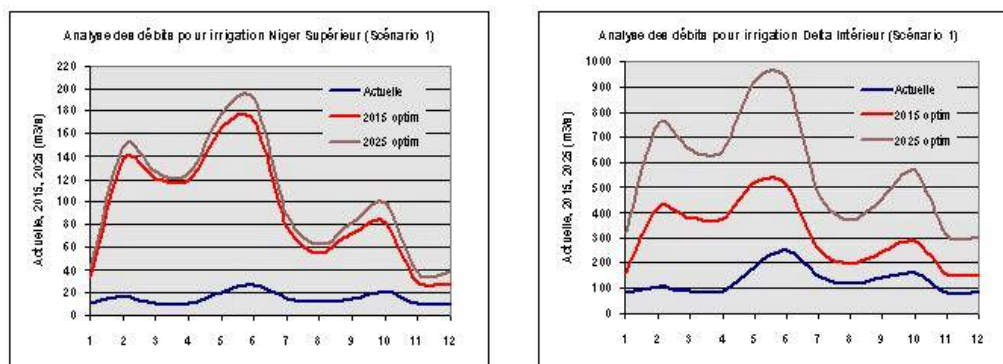 Analyse des débits pour irrigation Niger Supérieur (Scénario 1)
Actuelle, 2015, 2025 (m3/s)
220
200
180
160
140
120
100
80
60
40
20
0
Actuelle
2015 optim
2025 optim
1 2 3 4 5 6 7 8 9 10 11 12
Analyse des débits pour irrigation Delta Intérieur (Scénario 1)
Actuelle, 2015, 2025 (m3/s)
1000
900
800
700
600
500
400
300
200
100
0
Actuelle
2015 optim
2025 optim
1 2 3 4 5 6 7 8 9 10 11 12